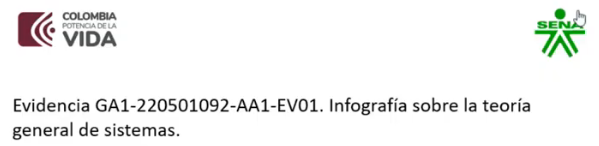 COLOMBIA
POTENCIA DE LA
VIDA
SENA
Evidencia GA1-220501092-AA1-EV01. Infografía sobre la teoría
general de sistemas.